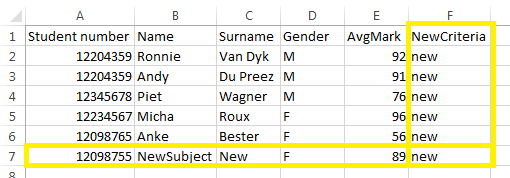 A B C D E F
1 Student number Name Surname Gender AvgMark NewCriteria
2 12204359 Ronnie Van Dyk M 92 new
3 12204359 Andy Du Preez M 91 new
4 12345678 Piet Wagner M 76 new
5 12234567 Micha Roux F 96 new
6 12098765 Anke Bester F 56 new
7 12098755 NewSubject New F 89 new
8